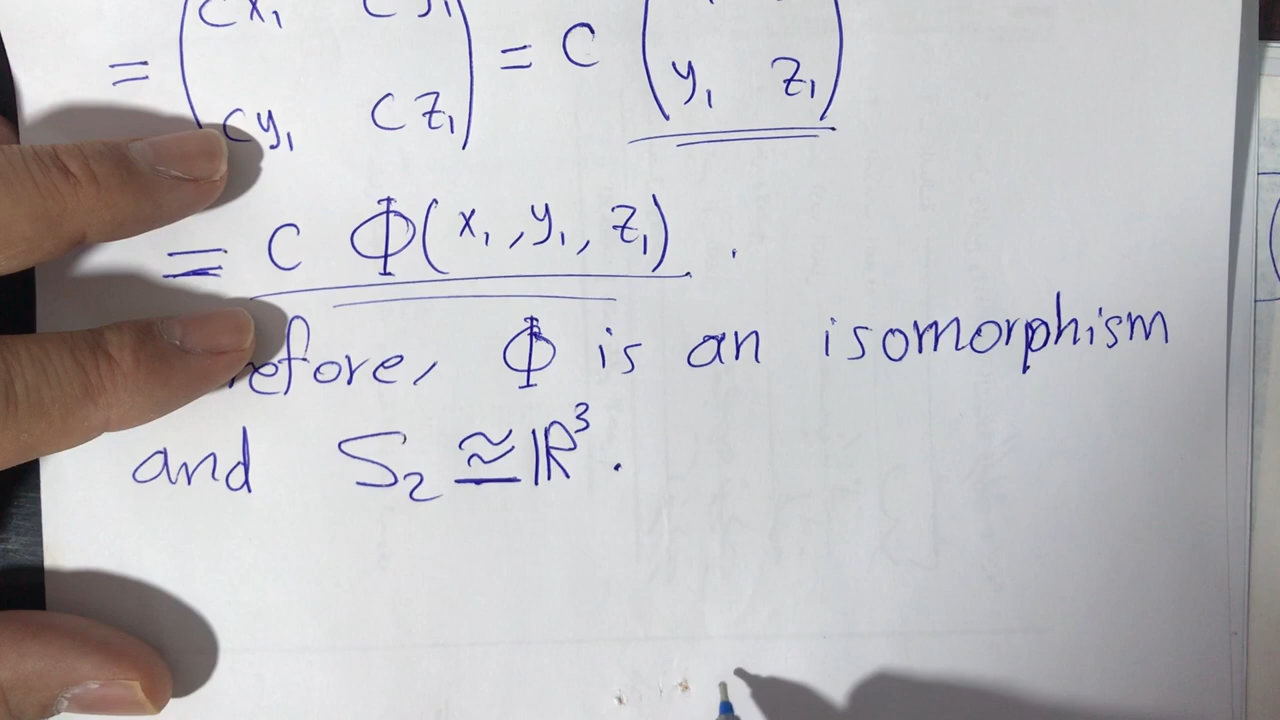 = ( cx₁ cy₁ = C (
cy₁ cz₁ ) y₁ z₁ )
= C Φ(x₁, y₁, z₁) .
efore, Φ is an isomorphism
and S₂ ≅ ℝ³ .